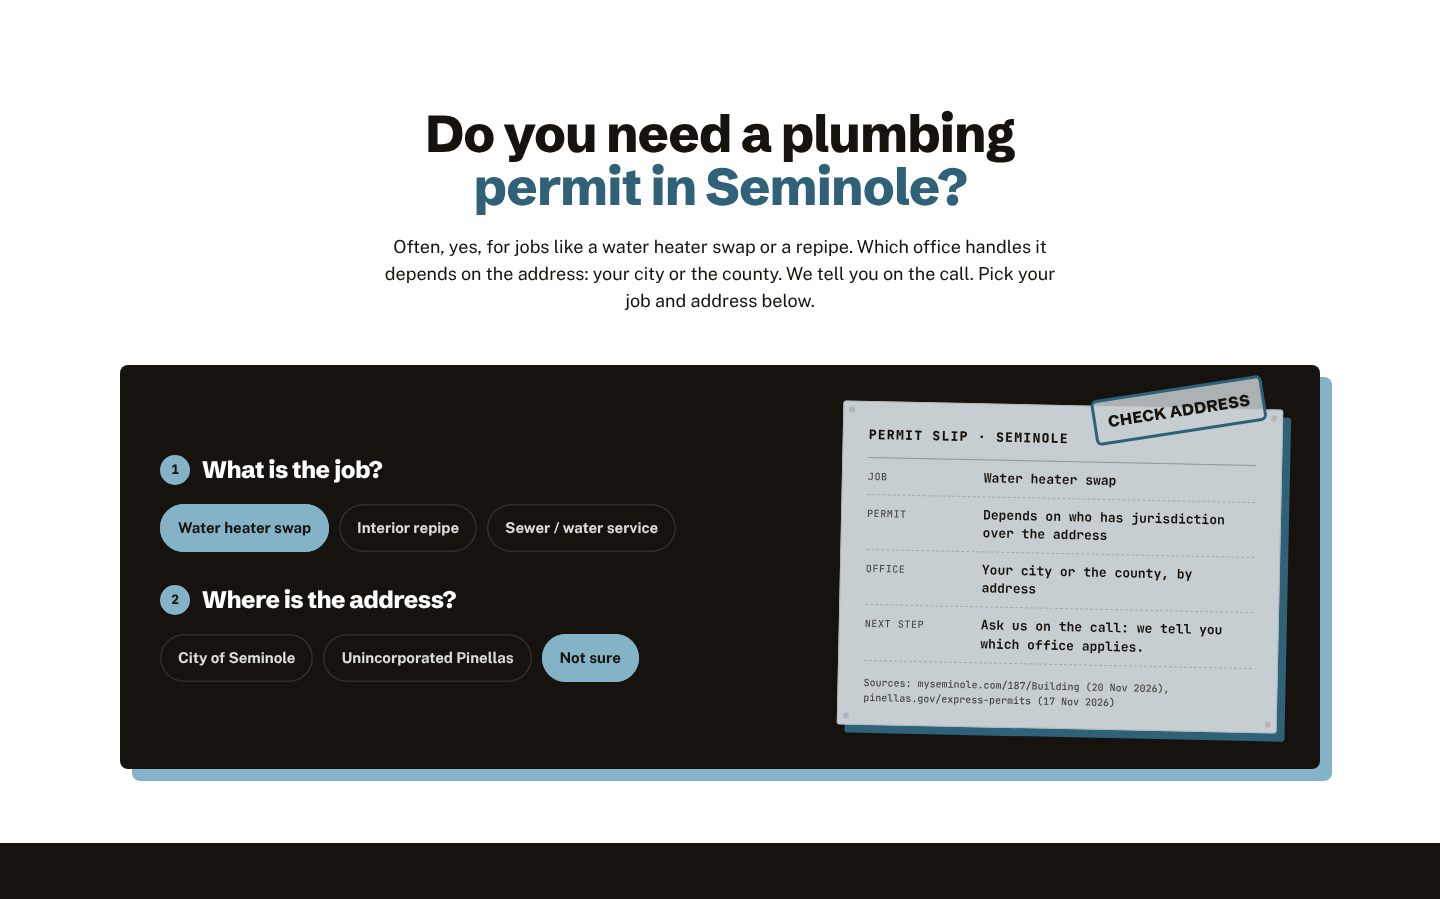 Do you need a plumbing
permit in Seminole?
Often, yes, for jobs like a water heater swap or a repipe. Which office handles it
depends on the address: your city or the county. We tell you on the call. Pick your
job and address below.
1 What is the job?
Water heater swap Interior repipe Sewer / water service
2 Where is the address?
City of Seminole Unincorporated Pinellas Not sure
CHECK ADDRESS
PERMIT SLIP · SEMINOLE
JOB Water heater swap
PERMIT Depends on who has jurisdiction
over the address
OFFICE Your city or the county, by
address
NEXT STEP Ask us on the call: we tell you
which office applies.
Sources: myseminole.com/187/Building (20 Nov 2026),
pinellas.gov/express-permits (17 Nov 2026)